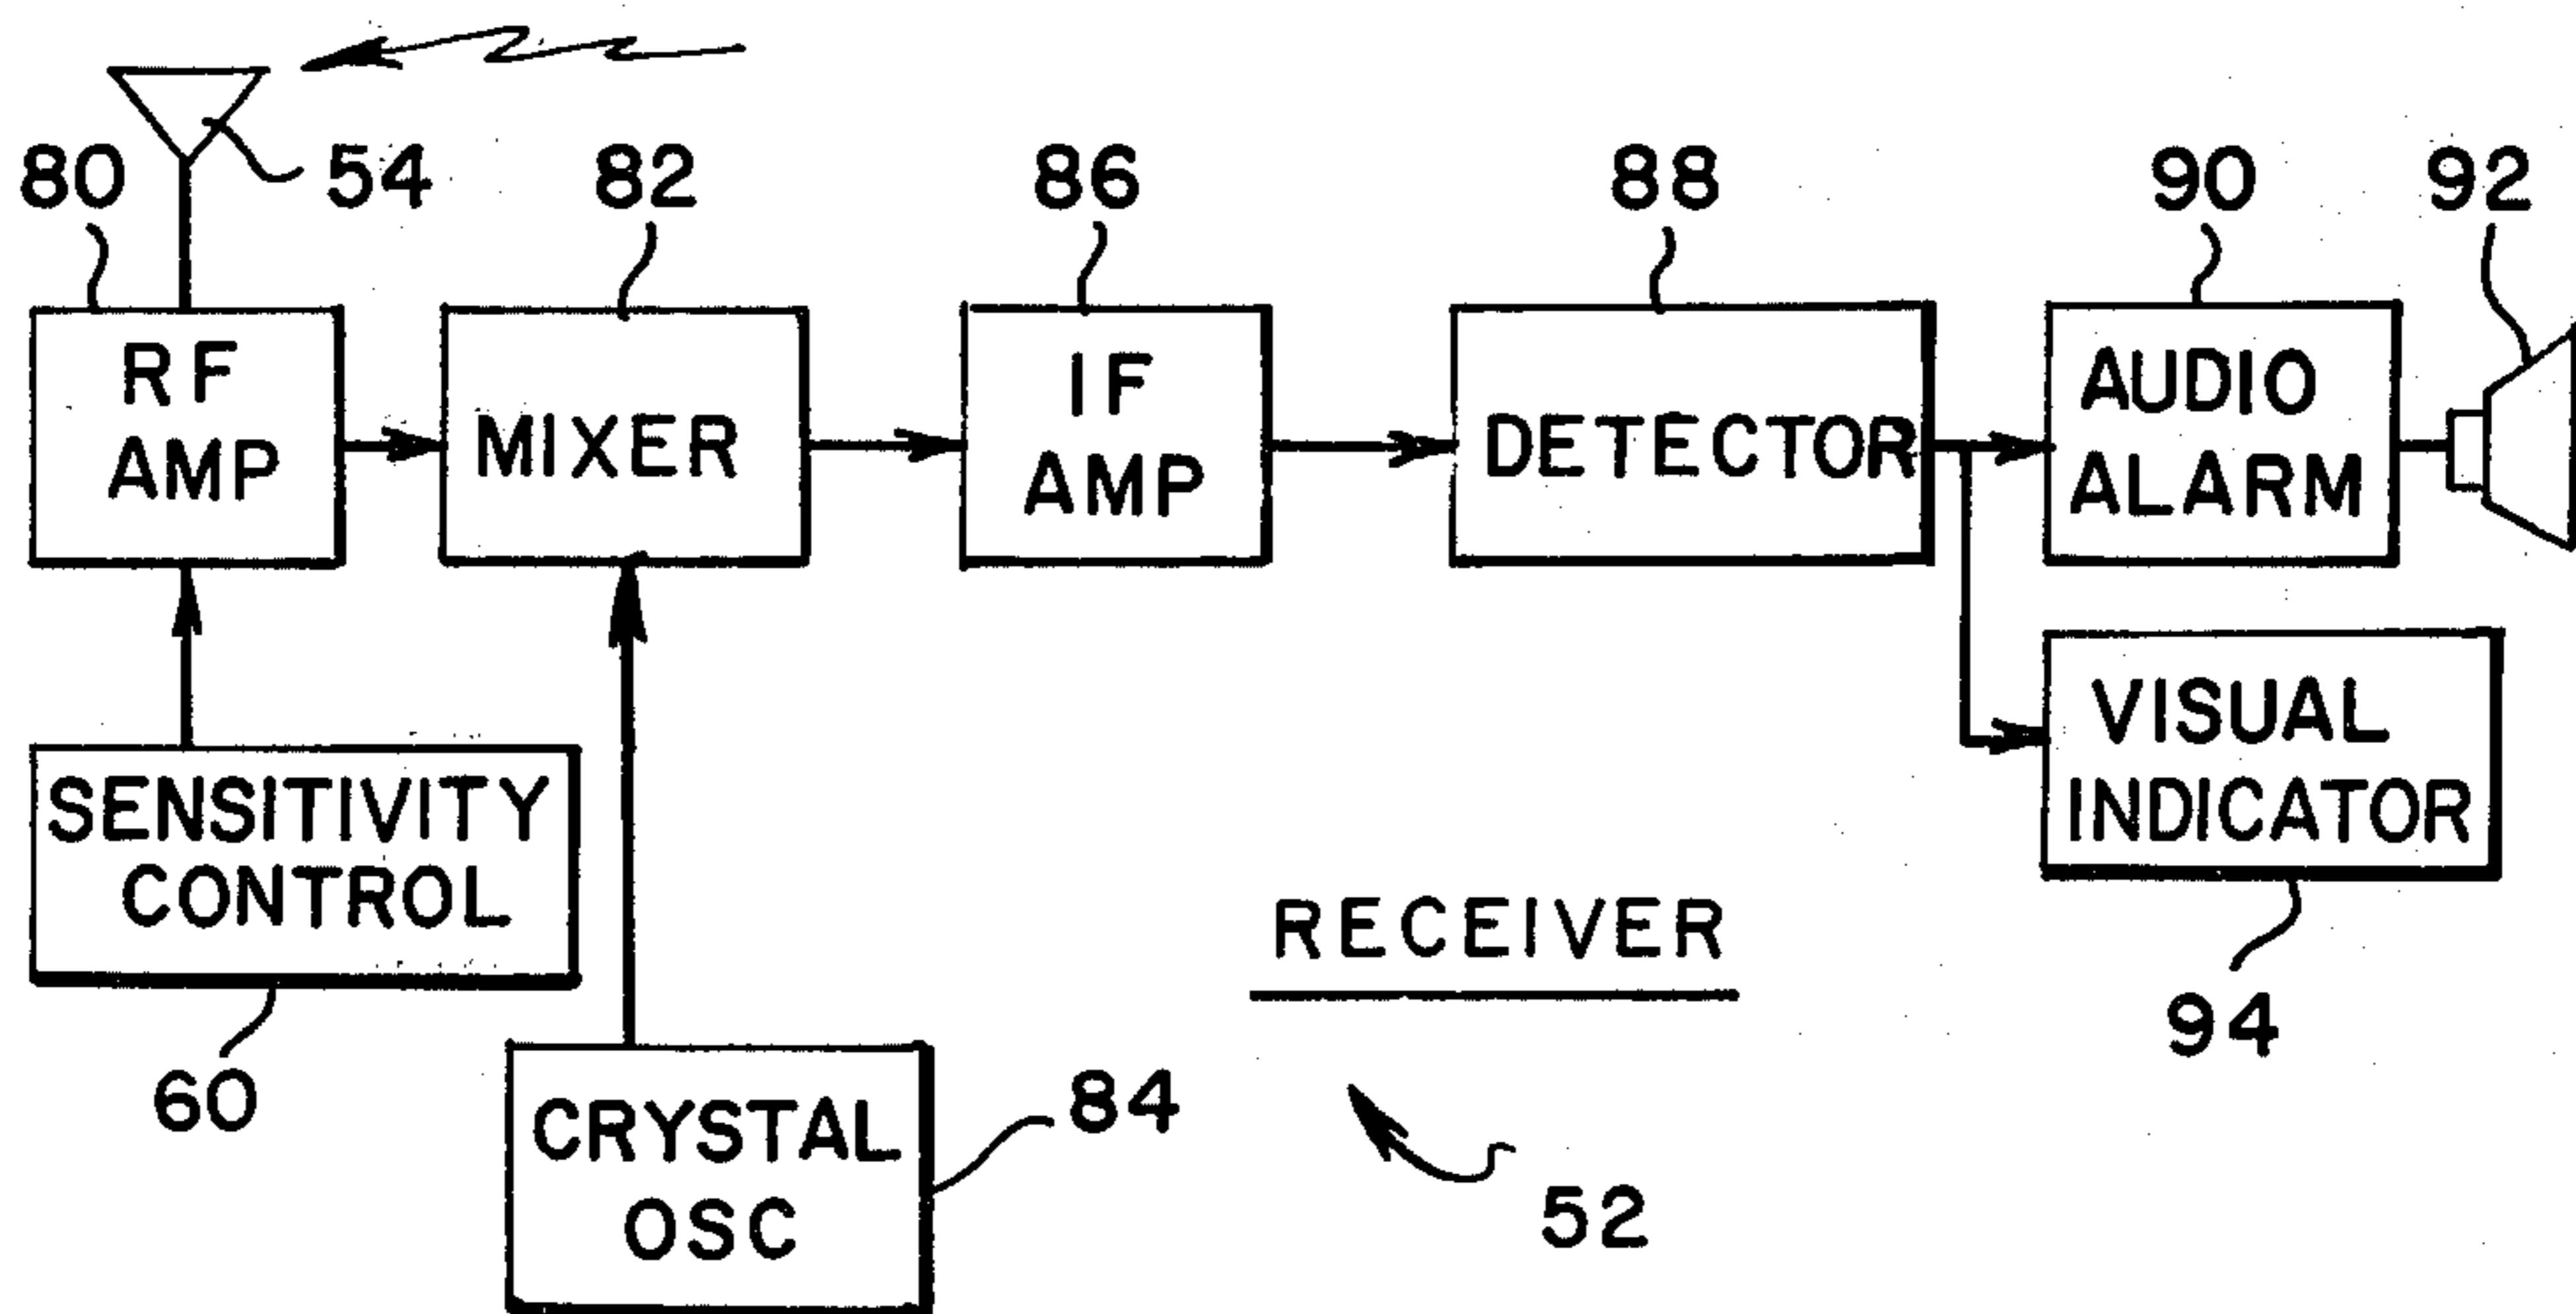 80
54
82
86
88
90
92
RF
AMP
MIXER
IF
AMP
DETECTOR
AUDIO
ALARM
SENSITIVITY
CONTROL
VISUAL
INDICATOR
RECEIVER
60
94
CRYSTAL
OSC
84
52